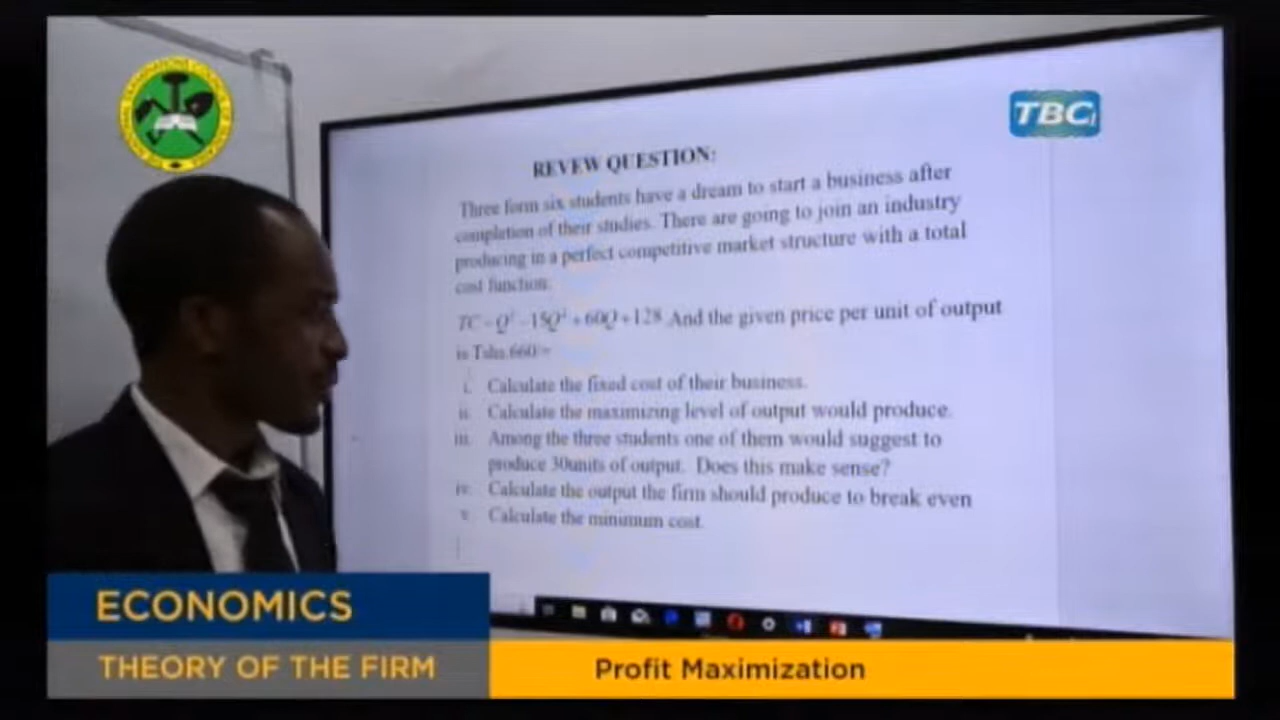 TBC1
REVEW QUESTION:
Three form six students have a dream to start a business after
completion of their studies. There are going to join an industry
producing in a perfect competitive market structure with a total
cost function.
TC = Q³ - 15Q² + 60Q + 128 And the given price per unit of output
is Tshs.660/=
i. Calculate the fixed cost of their business.
ii. Calculate the maximizing level of output would produce.
iii. Among the three students one of them would suggest to
produce 30units of output. Does this make sense?
iv. Calculate the output the firm should produce to break even
v. Calculate the minimum cost.
ECONOMICS
THEORY OF THE FIRM
Profit Maximization